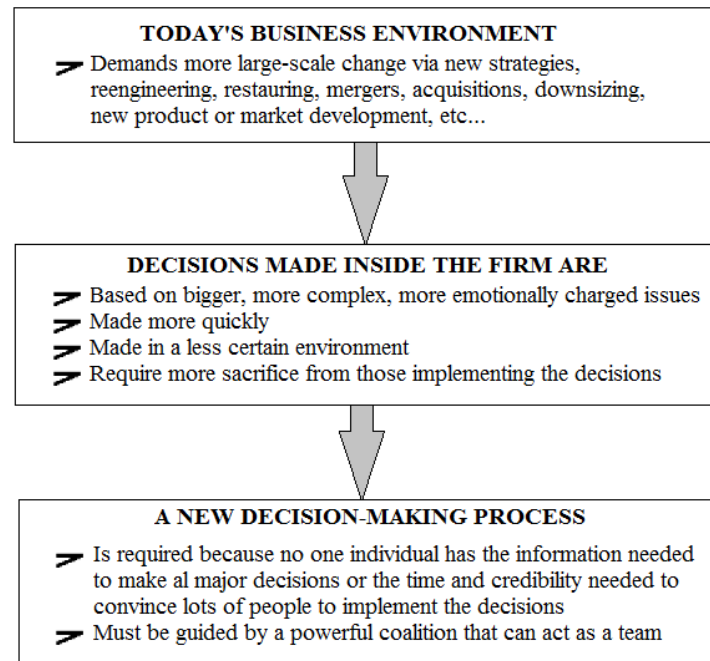 TODAY'S BUSINESS ENVIRONMENT
Demands more large-scale change via new strategies,
reengineering, restauring, mergers, acquisitions, downsizing,
new product or market development, etc...
DECISIONS MADE INSIDE THE FIRM ARE
Based on bigger, more complex, more emotionally charged issues
Made more quickly
Made in a less certain environment
Require more sacrifice from those implementing the decisions
A NEW DECISION-MAKING PROCESS
Is required because no one individual has the information needed
to make al major decisions or the time and credibility needed to
convince lots of people to implement the decisions
Must be guided by a powerful coalition that can act as a team